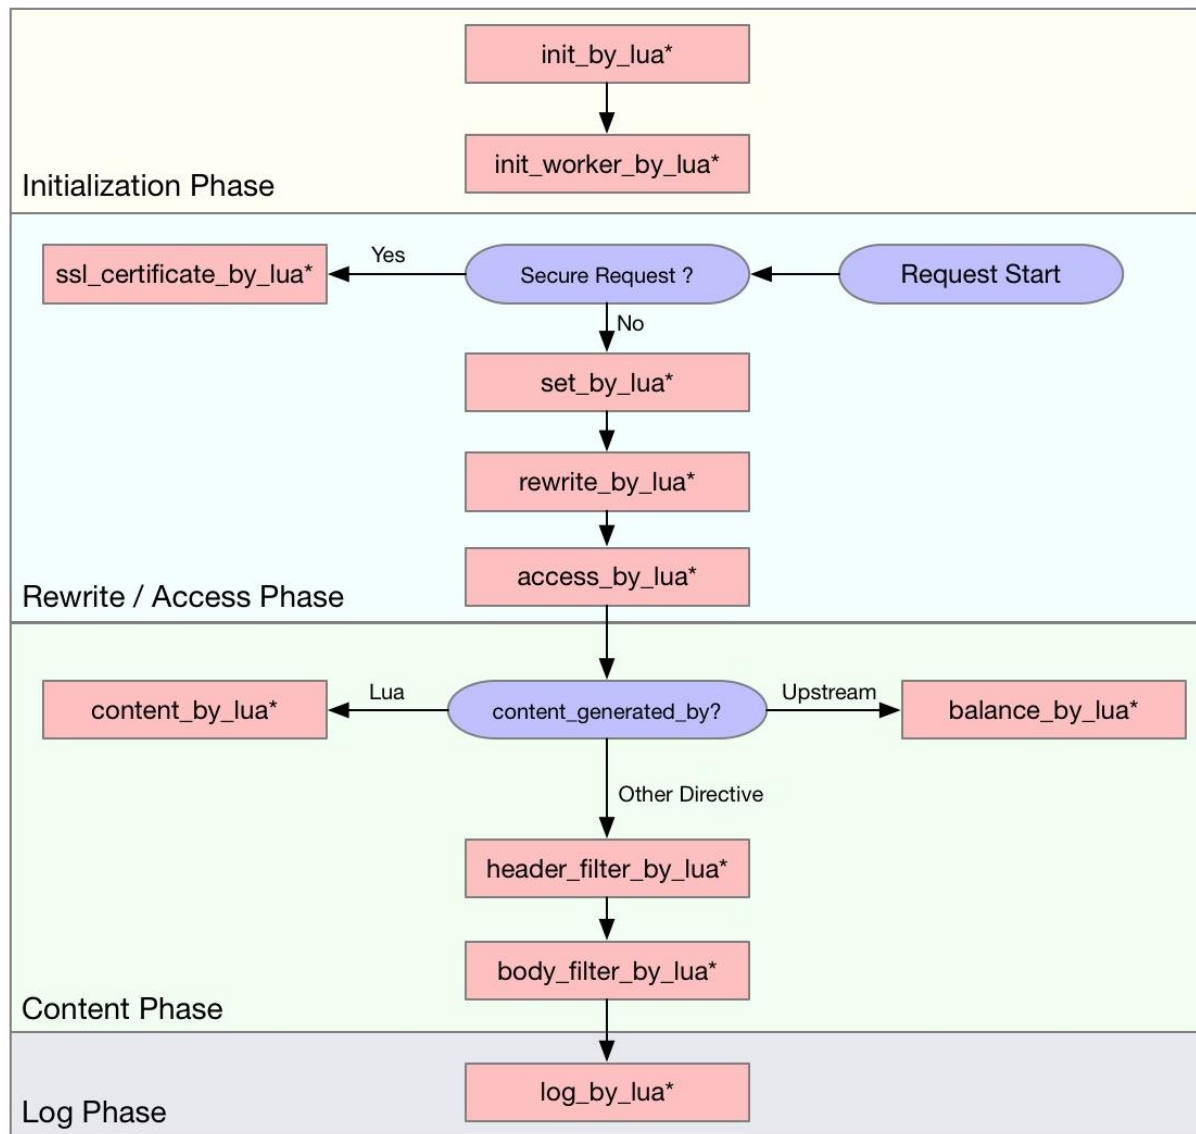 init_by_lua*
init_worker_by_lua*
Initialization Phase
ssl_certificate_by_lua*
Yes
Secure Request ?
Request Start
No
set_by_lua*
rewrite_by_lua*
access_by_lua*
Rewrite / Access Phase
content_by_lua*
Lua
content_generated_by?
Upstream
balance_by_lua*
Other Directive
header_filter_by_lua*
body_filter_by_lua*
Content Phase
log_by_lua*
Log Phase